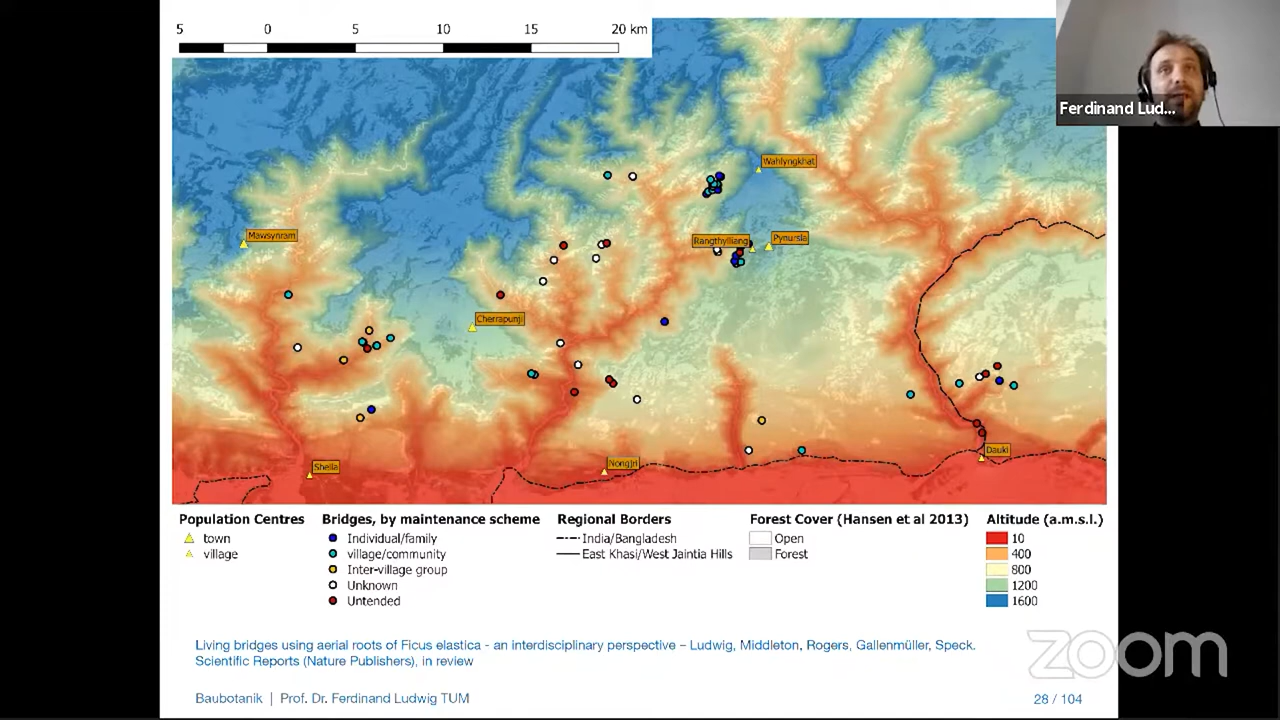 5 0 5 10 15 20 km
Ferdinand Lud...
Wahlyngkhat
Mawsynram
Rangthylliang
Pynursla
Cherrapunji
Shella
Nongjri
Dauki
Population Centres
town
village
Bridges, by maintenance scheme
Individual/family
village/community
Inter-village group
Unknown
Untended
Regional Borders
India/Bangladesh
East Khasi/West Jaintia Hills
Forest Cover (Hansen et al 2013)
Open
Forest
Altitude (a.m.s.l.)
10
400
800
1200
1600
Living bridges using aerial roots of Ficus elastica - an interdisciplinary perspective – Ludwig, Middleton, Rogers, Gallenmüller, Speck.
Scientific Reports (Nature Publishers), in review
zoom
Baubotanik | Prof. Dr. Ferdinand Ludwig TUM
28 / 104